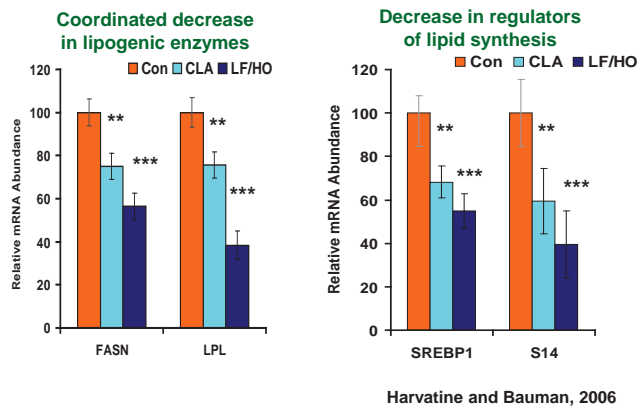 Coordinated decrease
in lipogenic enzymes
Con CLA LF/HO
Relative mRNA Abundance
120
100
80
60
40
20
0
**
***
**
***
FASN
LPL
Decrease in regulators
of lipid synthesis
Con CLA LF/HO
Relative mRNA Abundance
120
100
80
60
40
20
0
**
***
**
***
SREBP1
S14
Harvatine and Bauman, 2006